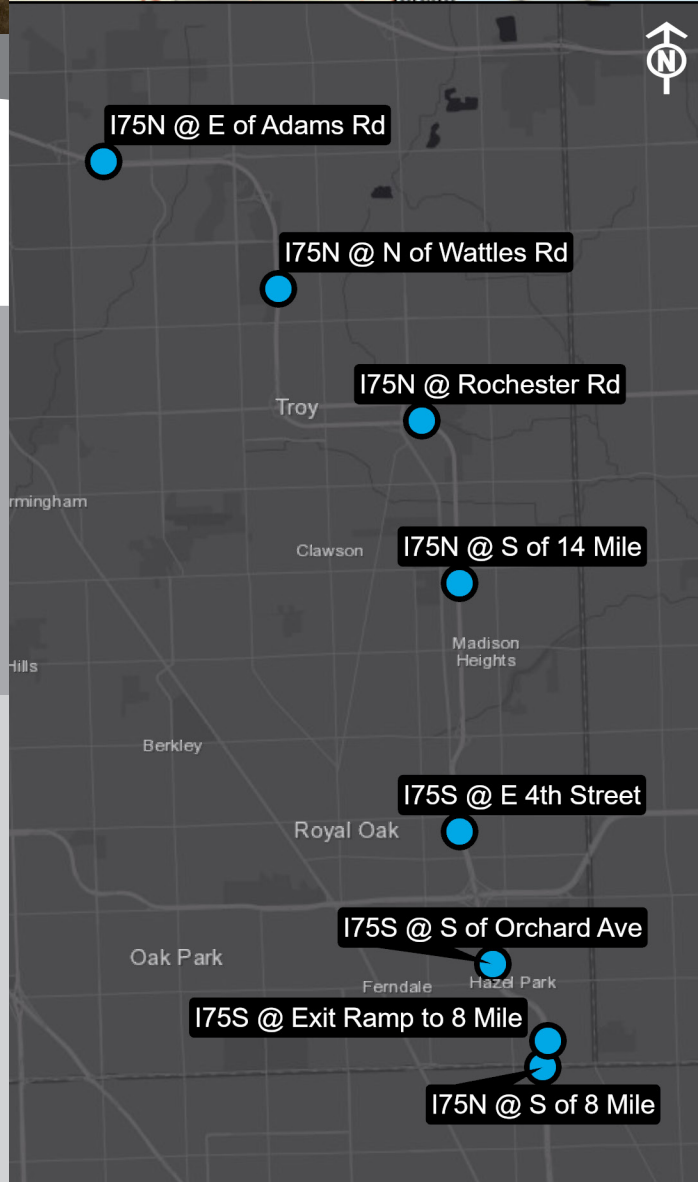 N
I75N @ E of Adams Rd
I75N @ N of Wattles Rd
I75N @ Rochester Rd
Troy
rmingham
Clawson
I75N @ S of 14 Mile
Madison
Heights
Hills
Berkley
I75S @ E 4th Street
Royal Oak
I75S @ S of Orchard Ave
Oak Park
Hazel Park
Ferndale
I75S @ Exit Ramp to 8 Mile
I75N @ S of 8 Mile